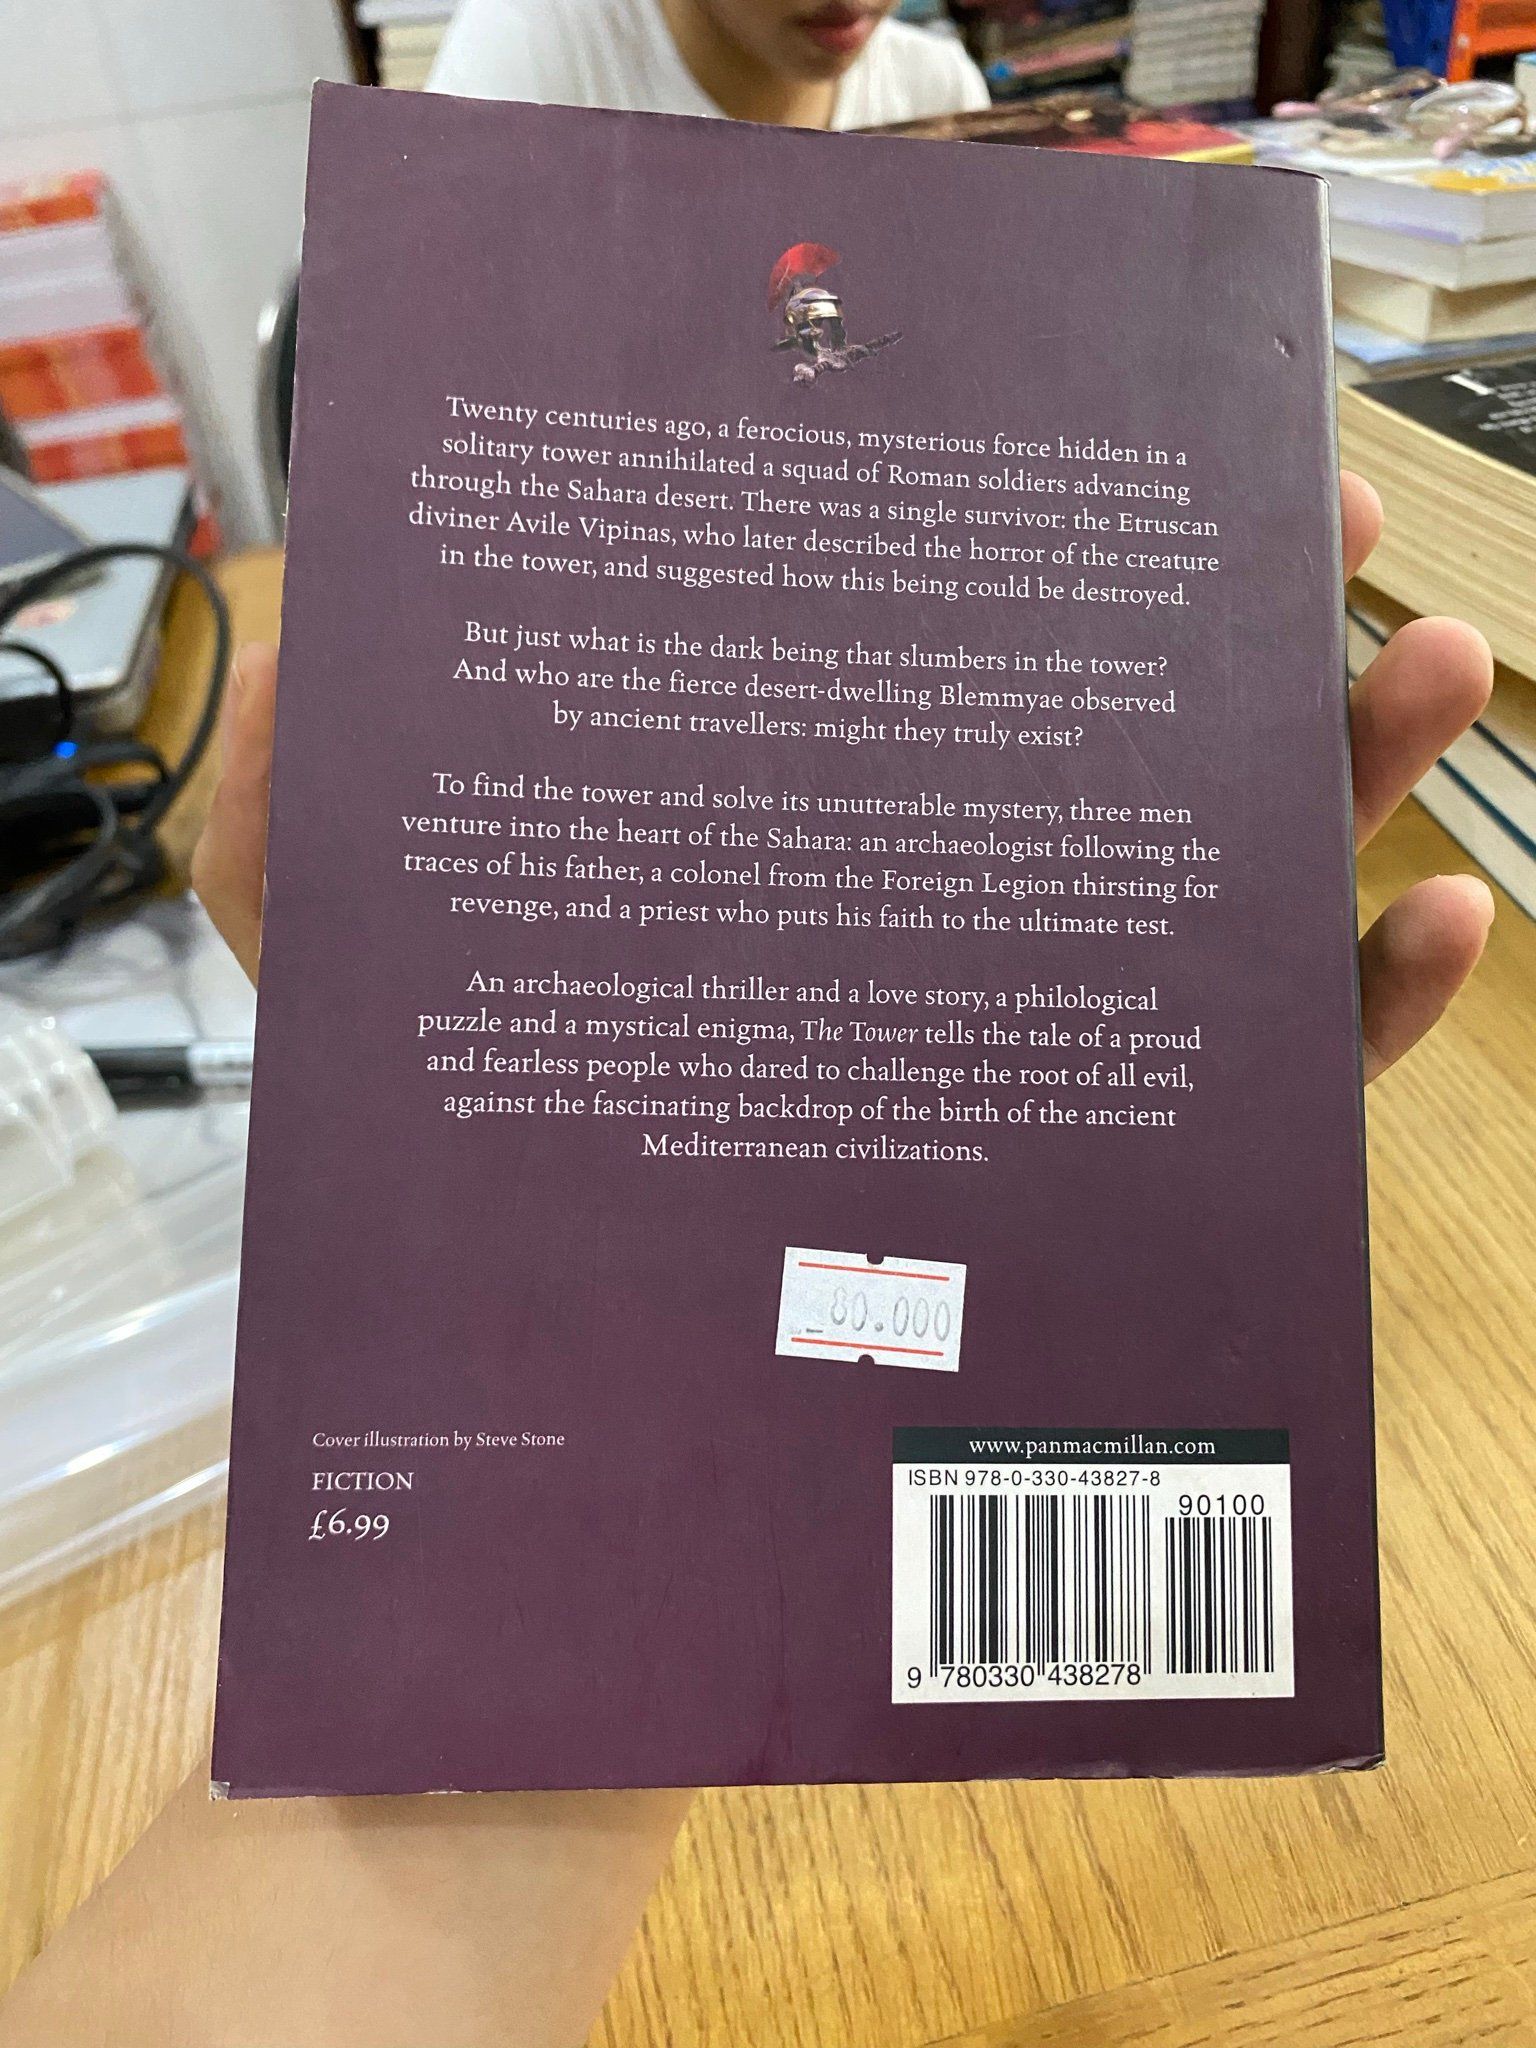 Twenty centuries ago, a ferocious, mysterious force hidden in a
solitary tower annihilated a squad of Roman soldiers advancing
through the Sahara desert. There was a single survivor: the Etruscan
diviner Avile Vipinas, who later described the horror of the creature
in the tower, and suggested how this being could be destroyed.
But just what is the dark being that slumbers in the tower?
And who are the fierce desert-dwelling Blemmyae observed
by ancient travellers: might they truly exist?
To find the tower and solve its unutterable mystery, three men
venture into the heart of the Sahara: an archaeologist following the
traces of his father, a colonel from the Foreign Legion thirsting for
revenge, and a priest who puts his faith to the ultimate test.
An archaeological thriller and a love story, a philological
puzzle and a mystical enigma, The Tower tells the tale of a proud
and fearless people who dared to challenge the root of all evil,
against the fascinating backdrop of the birth of the ancient
Mediterranean civilizations.
80.000
Cover illustration by Steve Stone
FICTION
£6.99
www.panmacmillan.com
ISBN 978-0-330-43827-8
90100
9 780330 438278